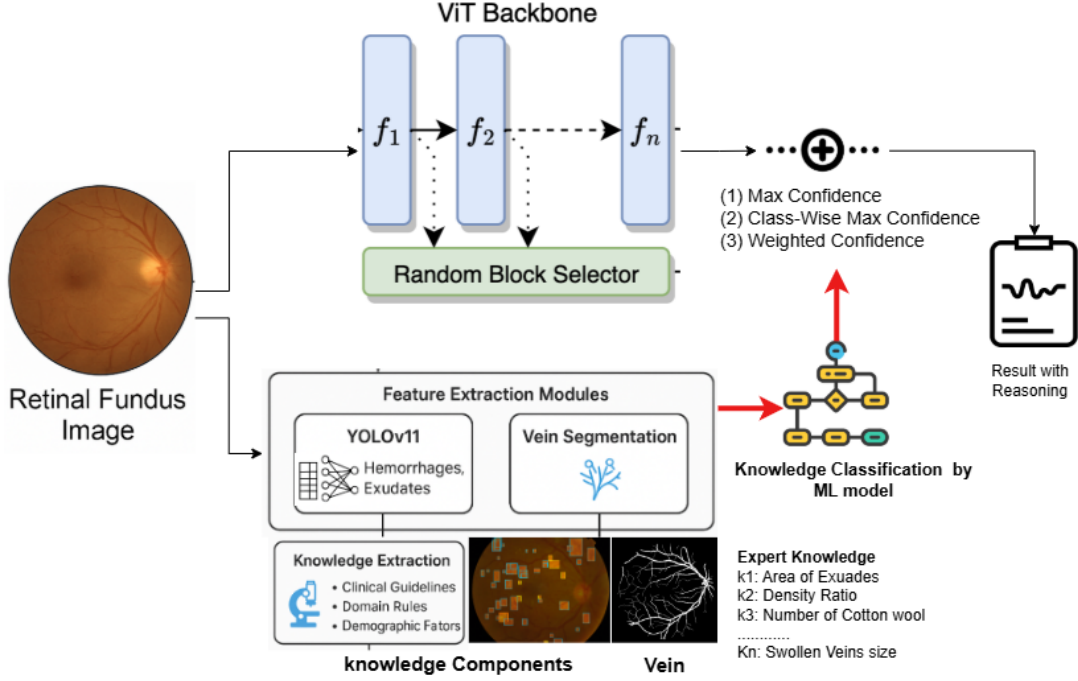 ViT Backbone
f1
f2
fn
Random Block Selector
(1) Max Confidence
(2) Class-Wise Max Confidence
(3) Weighted Confidence
Result with
Reasoning
Retinal Fundus
Image
Feature Extraction Modules
YOLOv11
Hemorrhages,
Exudates
Vein Segmentation
Knowledge Classification by
ML model
Knowledge Extraction
• Clinical Guidelines
• Domain Rules
• Demographic Fators
knowledge Components
Vein
Expert Knowledge
k1: Area of Exuades
k2: Density Ratio
k3: Number of Cotton wool
............
Kn: Swollen Veins size